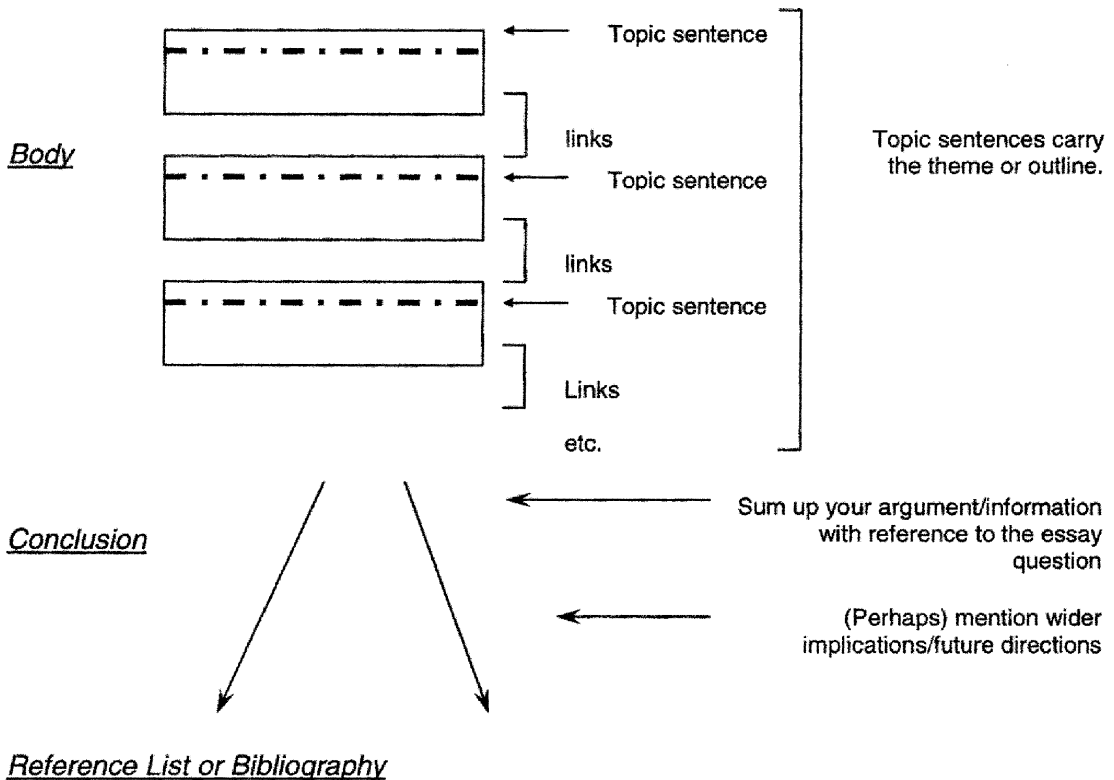 Topic sentence
links
Body
Topic sentences carry
the theme or outline.
Topic sentence
links
Topic sentence
Links
etc.
Sum up your argument/information
with reference to the essay
question
Conclusion
(Perhaps) mention wider
implications/future directions
Reference List or Bibliography